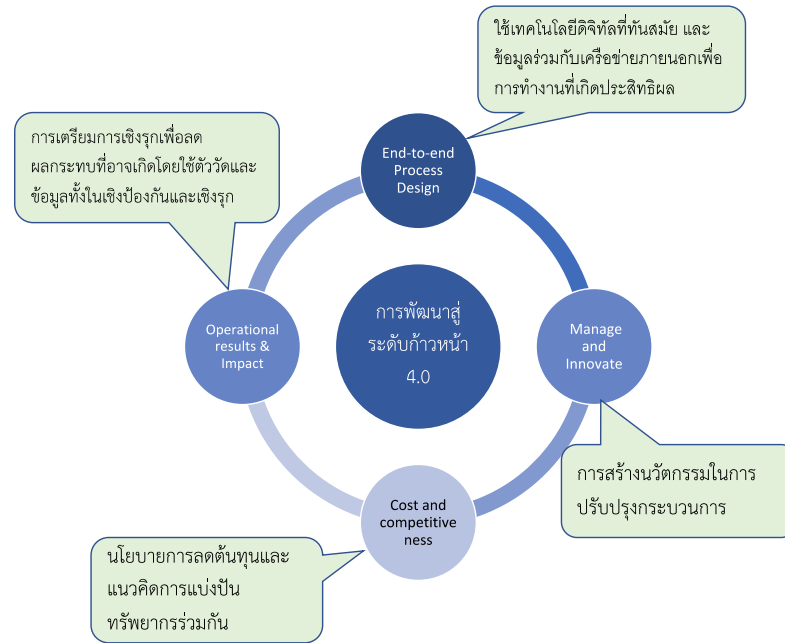 ใช้เทคโนโลยีดิจิทัลที่ทันสมัย และ
ข้อมูลร่วมกับเครือข่ายภายนอกเพื่อ
การทำงานที่เกิดประสิทธิผล
การเตรียมการเชิงรุกเพื่อลด
ผลกระทบที่อาจเกิดโดยใช้ตัววัดและ
ข้อมูลทั้งในเชิงป้องกันและเชิงรุก
End-to-end
Process
Design
Operational
results &
Impact
การพัฒนาสู่
ระดับก้าวหน้า
4.0
Manage
and
Innovate
การสร้างนวัตกรรมในการ
ปรับปรุงกระบวนการ
Cost and
competitive
ness
นโยบายการลดต้นทุนและ
แนวคิดการแบ่งปัน
ทรัพยากรร่วมกัน